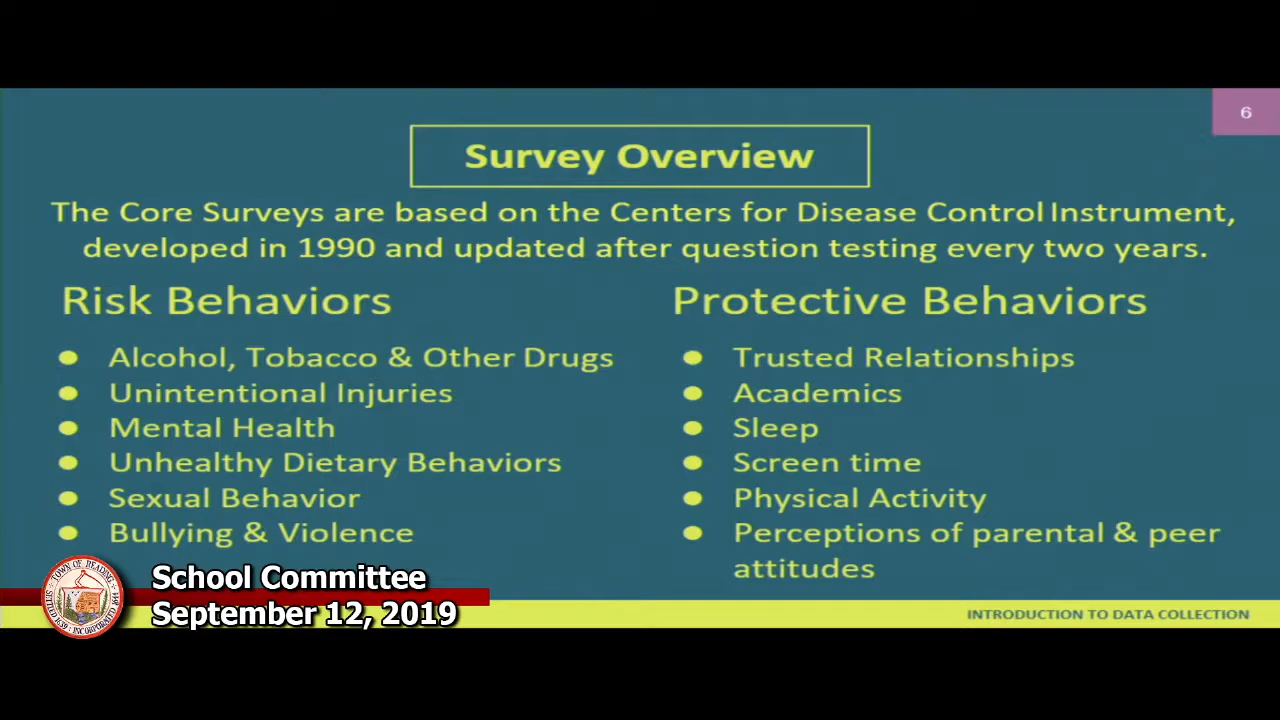 6
Survey Overview
The Core Surveys are based on the Centers for Disease Control Instrument,
developed in 1990 and updated after question testing every two years.
Risk Behaviors
● Alcohol, Tobacco & Other Drugs
● Unintentional Injuries
● Mental Health
● Unhealthy Dietary Behaviors
● Sexual Behavior
● Bullying & Violence
Protective Behaviors
● Trusted Relationships
● Academics
● Sleep
● Screen time
● Physical Activity
● Perceptions of parental & peer
attitudes
TOWN OF READING
School Committee
September 12, 2019
INTRODUCTION TO DATA COLLECTION